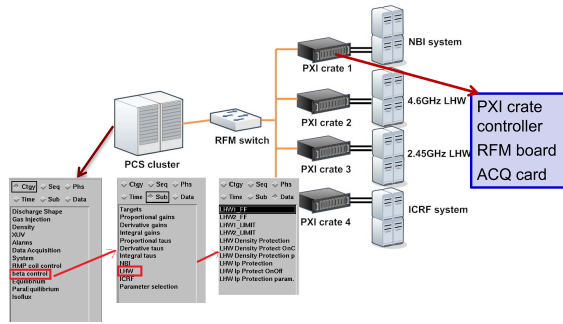 NBI system
PXI crate 1
4.6GHz LHW
PXI crate 2
PXI crate
controller
RFM board
ACQ card
PCS cluster
RFM switch
2.45GHz LHW
PXI crate 3
ICRF system
PXI crate 4
Ctgy Seq Phs
Time Sub Data
Discharge Shape
Gas Injection
Density
XUV
Alarms
Data Acquisition
System
RMP coil control
beta control
Equilibrium
ParaEquilibrium
Isoflux
Ctgy Seq Phs
Time Sub Data
Targets
Proportional gains
Derivative gains
Integral gains
Proportional taus
Derivative taus
Integral taus
NBI
LHW
ICRF
Parameter selection
Ctgy Seq Phs
Time Sub Data
LHW1_FF
LHW2_FF
LHW1_LIMIT
LHW2_LIMIT
LHW Density Protection
LHW Density Protect OnC
LHW Density Protection p
LHW Ip Protection
LHW Ip Protect OnOff
LHW Ip Protection param.